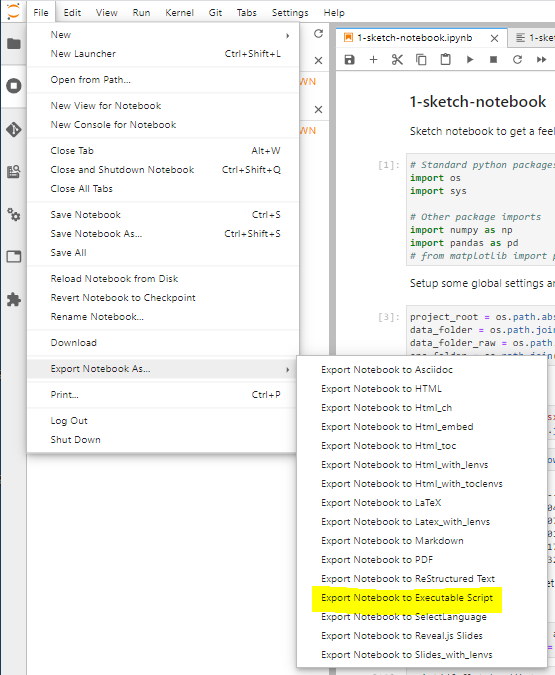 File Edit View Run Kernel Git Tabs Settings Help
New
New Launcher Ctrl+Shift+L
Open from Path...
New View for Notebook
New Console for Notebook
Close Tab Alt+W
Close and Shutdown Notebook Ctrl+Shift+Q
Close All Tabs
Save Notebook Ctrl+S
Save Notebook As... Ctrl+Shift+S
Save All
Reload Notebook from Disk
Revert Notebook to Checkpoint
Rename Notebook...
Download
Export Notebook As...
Print... Ctrl+P
Log Out
Shut Down
Export Notebook to Asciidoc
Export Notebook to HTML
Export Notebook to Html_ch
Export Notebook to Html_embed
Export Notebook to Html_toc
Export Notebook to Html_with_lenvs
Export Notebook to Html_with_toclenvs
Export Notebook to LaTeX
Export Notebook to Latex_with_lenvs
Export Notebook to Markdown
Export Notebook to PDF
Export Notebook to ReStructured Text
Export Notebook to Executable Script
Export Notebook to SelectLanguage
Export Notebook to Reveal.js Slides
Export Notebook to Slides_with_lenvs
WN
WN
1-sketch-notebook.ipynb 1-sket
1-sketch-notebook
Sketch notebook to get a feel
[1]: # Standard python packages
import os
import sys
# Other package imports
import numpy as np
import pandas as pd
# from matplotlib import p
Setup some global settings an
[3]: project_root = os.path.abs
data_folder = os.path.join
data_folder_raw = os.path